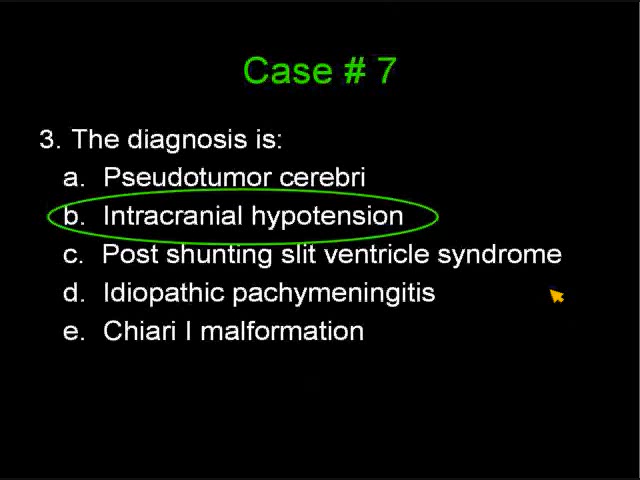 Case # 7
3. The diagnosis is:
a. Pseudotumor cerebri
b. Intracranial hypotension
c. Post shunting slit ventricle syndrome
d. Idiopathic pachymeningitis
e. Chiari I malformation